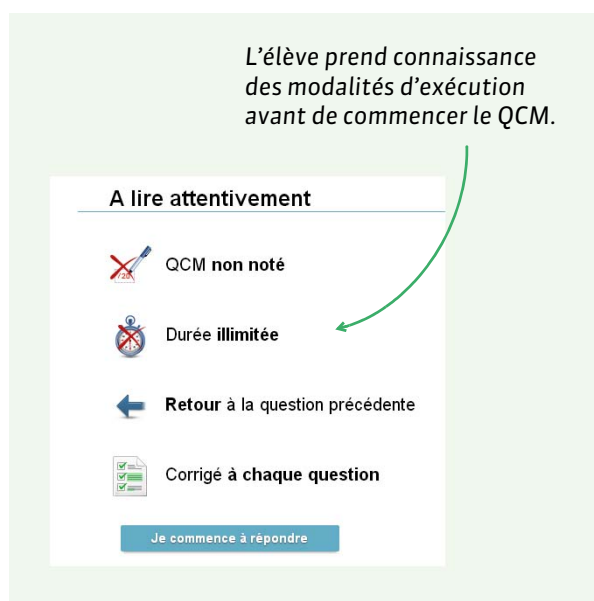 L’élève prend connaissance
des modalités d’exécution
avant de commencer le QCM.
A lire attentivement
/20
QCM non noté
Durée illimitée
Retour à la question précédente
Corrigé à chaque question
Je commence à répondre